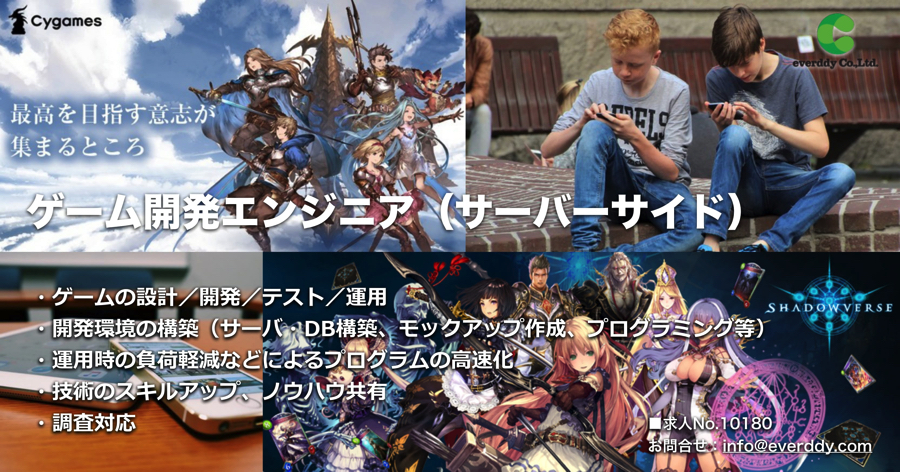 Cygames
everddy Co.,Ltd.
最高を目指す意志が
集まるところ
REBELS
ゲーム開発エンジニア（サーバーサイド）
・ゲームの設計／開発／テスト／運用
・開発環境の構築（サーバ・DB構築、モックアップ作成、プログラミング等）
・運用時の負荷軽減などによるプログラムの高速化
・技術のスキルアップ、ノウハウ共有
・調査対応
SHADOWVERSE
■求人No.10180
お問合せ：info@everddy.com